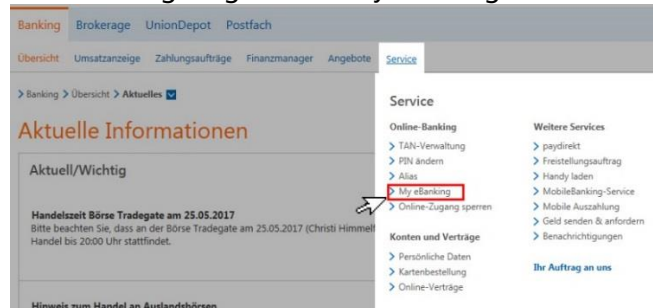 Banking Brokerage UnionDepot Postfach
Übersicht Umsatzanzeige Zahlungsaufträge Finanzmanager Angebote Service
Banking > Übersicht > Aktuelles
Aktuelle Informationen
Aktuell/Wichtig
Handelszeit Börse Tradegate am 25.05.2017
Bitte beachten Sie, dass an der Börse Tradegate am 25.05.2017 (Christi Himmelf
Handel bis 20:00 Uhr stattfindet.
Hinweis zum Handel an Auslandsbörsen
Service
Online-Banking
TAN-Verwaltung
PIN ändern
Alias
My eBanking
Online-Zugang sperren
Konten und Verträge
Persönliche Daten
Kartenbestellung
Online-Verträge
Weitere Services
paydirekt
Freistellungsauftrag
Handy laden
MobileBanking-Service
Mobile Auszahlung
Geld senden & anfordern
Benachrichtigungen
Ihr Auftrag an uns